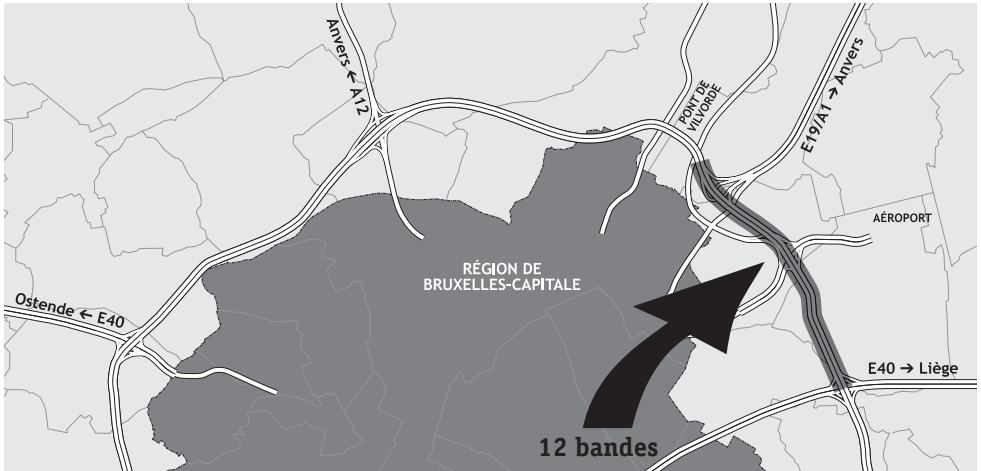 Anvers ← A12
PONT DE
VILVORDE
E19/A1 → Anvers
AÉROPORT
RÉGION DE
BRUXELLES-CAPITALE
Ostende ← E40
E40 → Liège
12 bandes